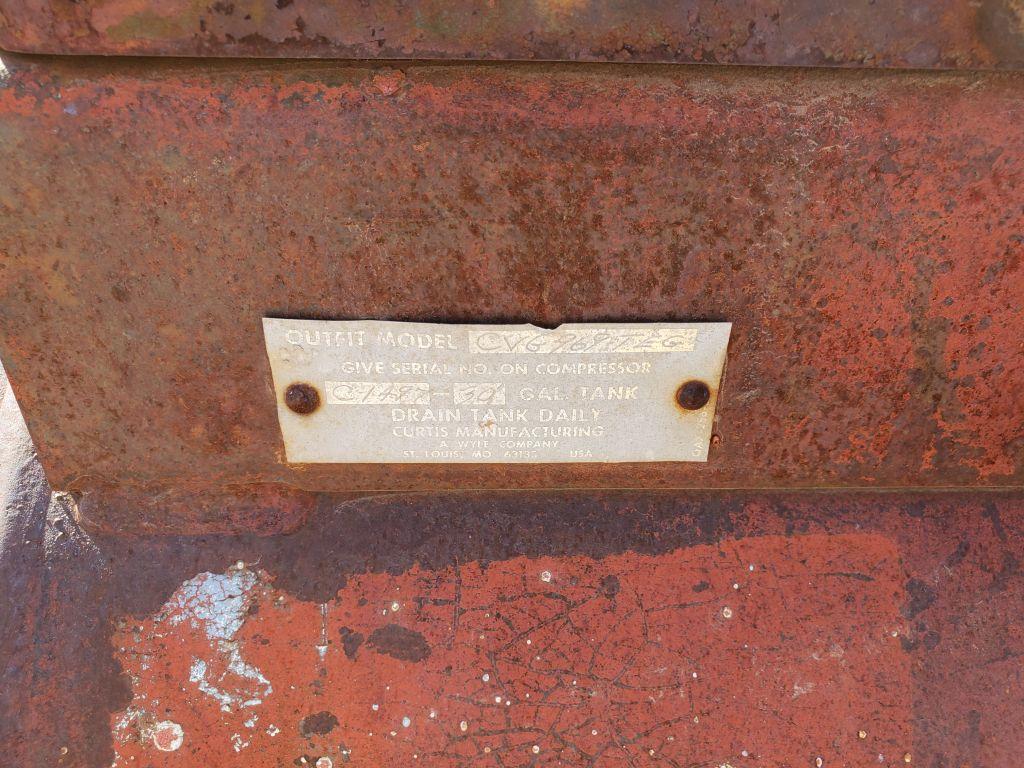 OUTFIT MODEL
GIVE SERIAL NO. ON COMPRESSOR
GAL. TANK
DRAIN TANK DAILY
CURTIS MANUFACTURING
A WYLE COMPANY
ST. LOUIS, MO 63133 USA